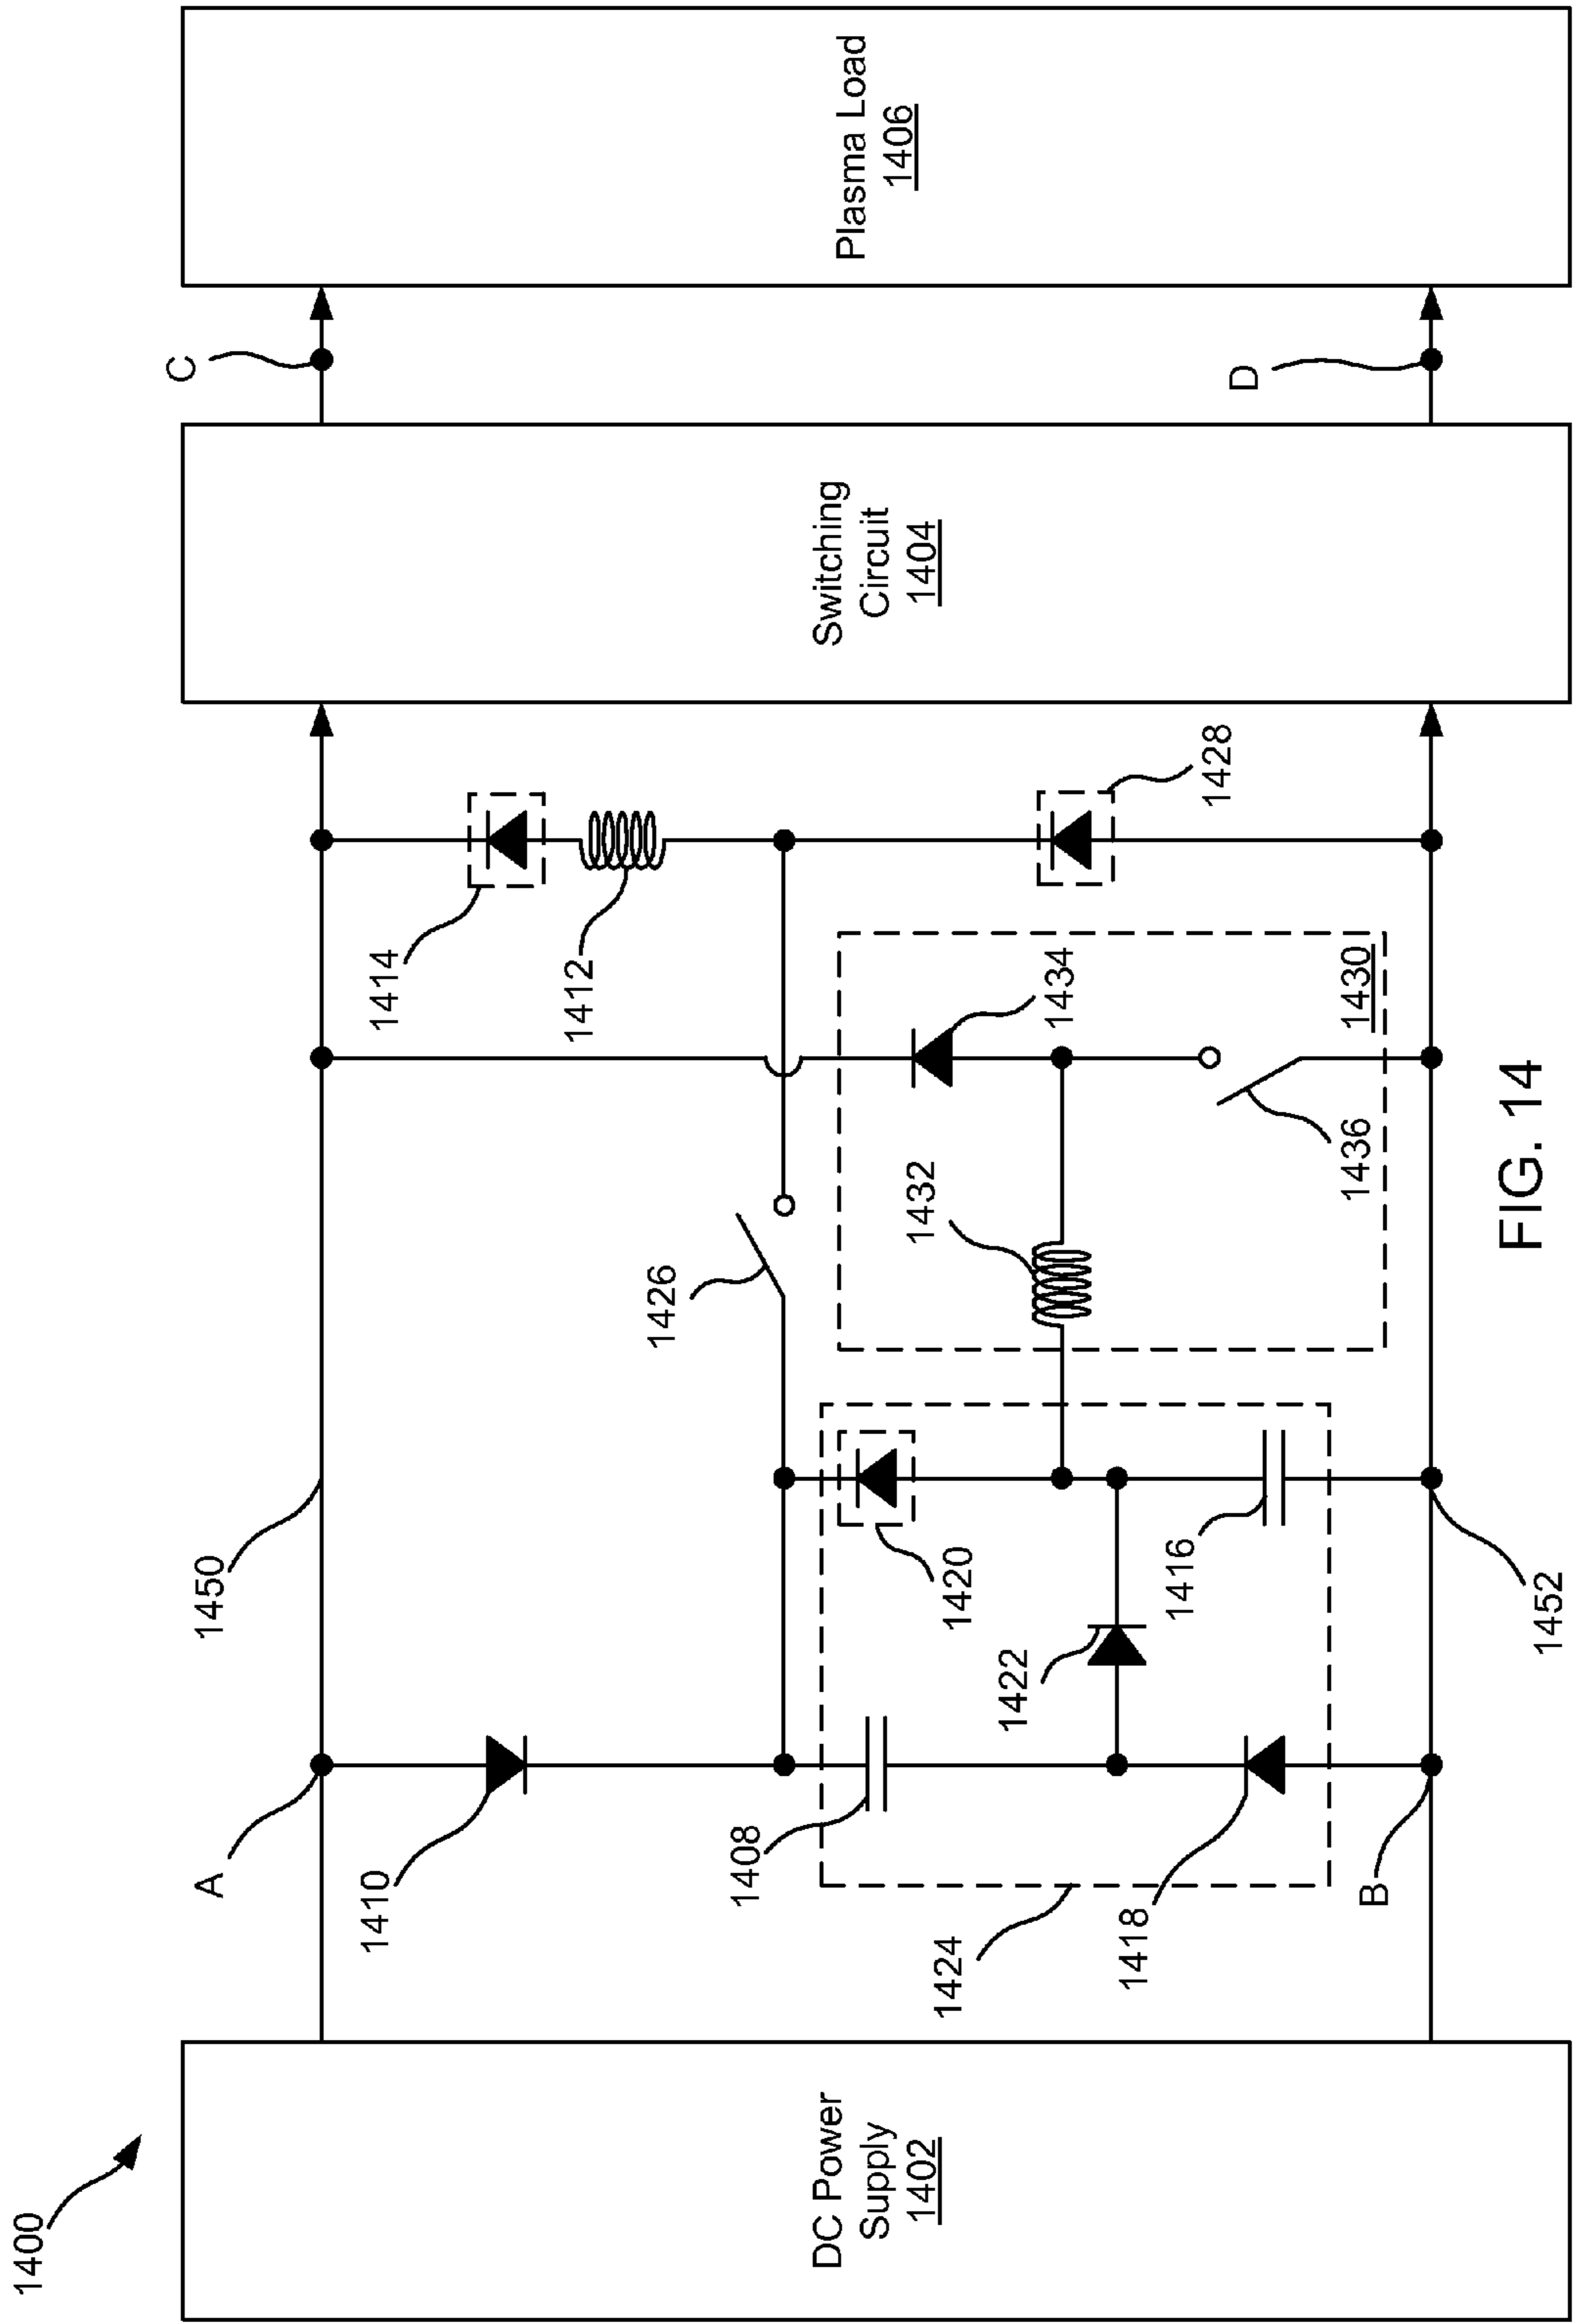 1400
DC Power
Supply
1402
A
1450
1410
1408
1424
1418
B
1422
1420
1416
1452
1426
1432
1436
1434
1430
1414
1412
1428
Switching
Circuit
1404
C
D
Plasma Load
1406
FIG. 14